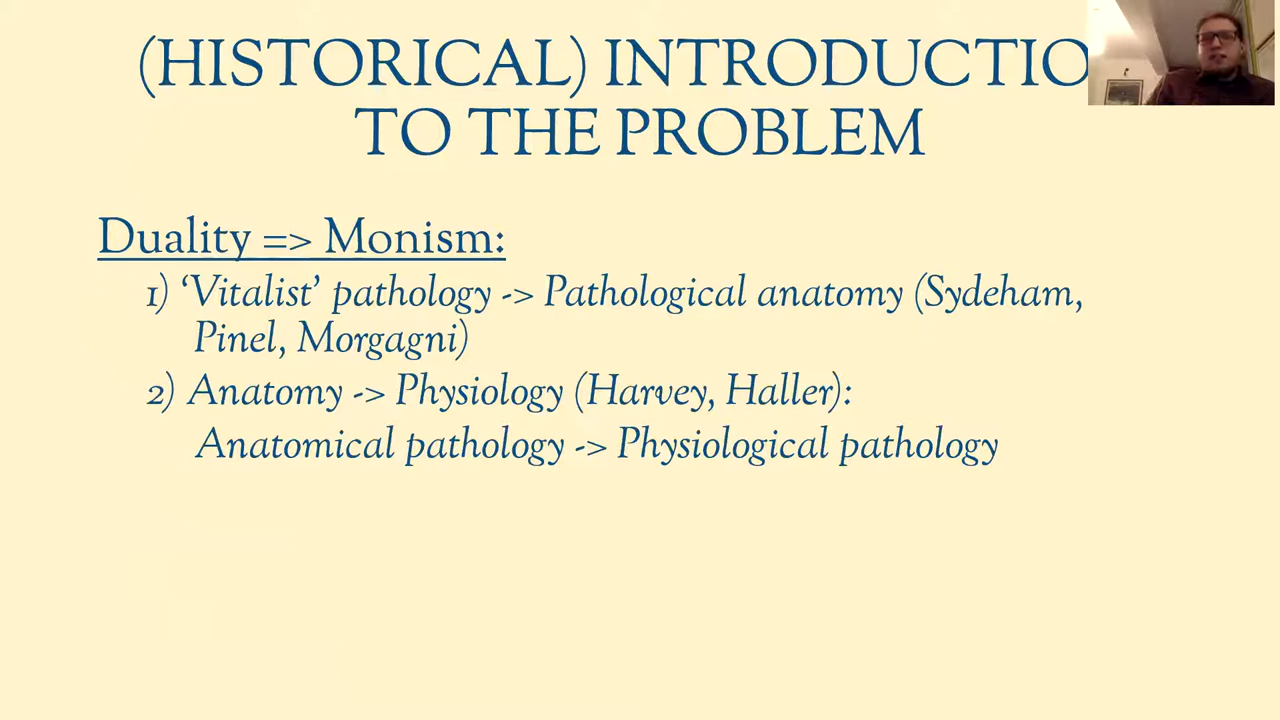 (HISTORICAL) INTRODUCTIO
TO THE PROBLEM
Duality => Monism:
1) ‘Vitalist’ pathology -> Pathological anatomy (Sydeham,
Pinel, Morgagni)
2) Anatomy -> Physiology (Harvey, Haller):
Anatomical pathology -> Physiological pathology